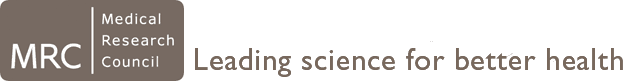 MRC
Medical
Research
Council
Leading science for better health